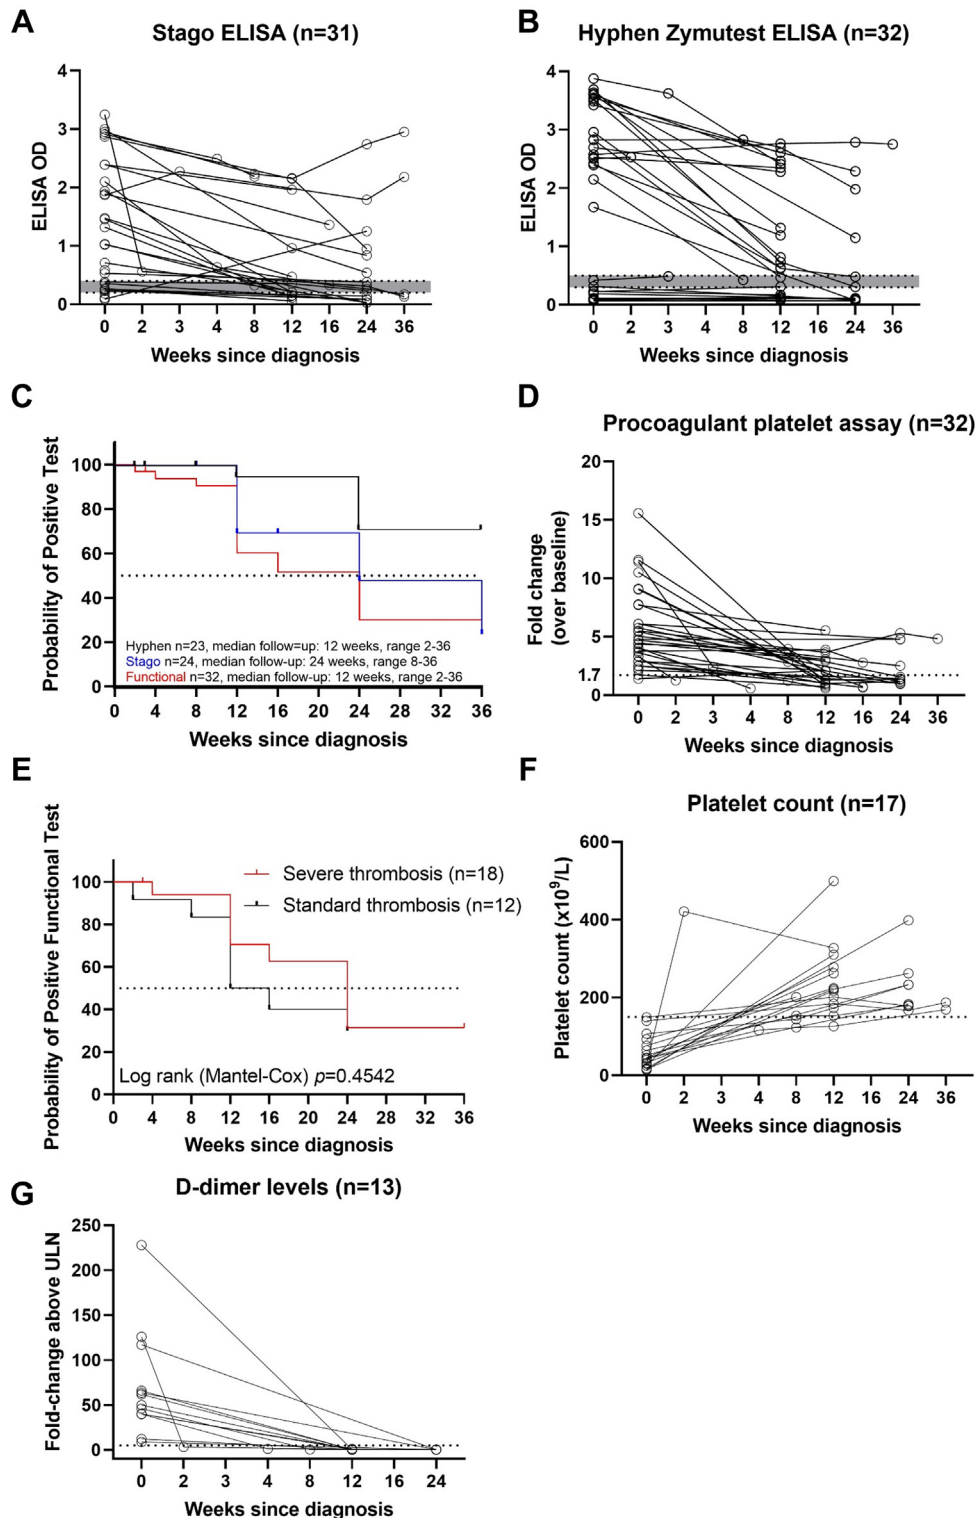 A
Stago ELISA (n=31)
ELISA OD
4
3
2
1
0
0 2 3 4 8 12 16 24 36
Weeks since diagnosis
B
Hyphen Zymutest ELISA (n=32)
ELISA OD
4
3
2
1
0
0 2 3 4 8 12 16 24 36
Weeks since diagnosis
C
Probability of Positive Test
100
80
60
40
20
0
Hyphen n=23, median follow=up: 12 weeks, range 2-36
Stago n=24, median follow-up: 24 weeks, range 8-36
Functional n=32, median follow-up: 12 weeks, range 2-36
0 4 8 12 16 20 24 28 32 36
Weeks since diagnosis
D
Procoagulant platelet assay (n=32)
Fold change
(over baseline)
20
15
10
5
1.7
0
0 2 3 4 8 12 16 24 36
Weeks since diagnosis
E
Probability of Positive Functional Test
100
80
60
40
20
0
Severe thrombosis (n=18)
Standard thrombosis (n=12)
Log rank (Mantel-Cox) p=0.4542
0 4 8 12 16 20 24 28 32 36
Weeks since diagnosis
F
Platelet count (n=17)
Platelet count (x10⁹/L)
600
400
200
0
0 2 3 4 8 12 16 24 36
Weeks since diagnosis
G
D-dimer levels (n=13)
Fold-change above ULN
250
200
150
100
50
0
0 2 3 4 8 12 16 24
Weeks since diagnosis